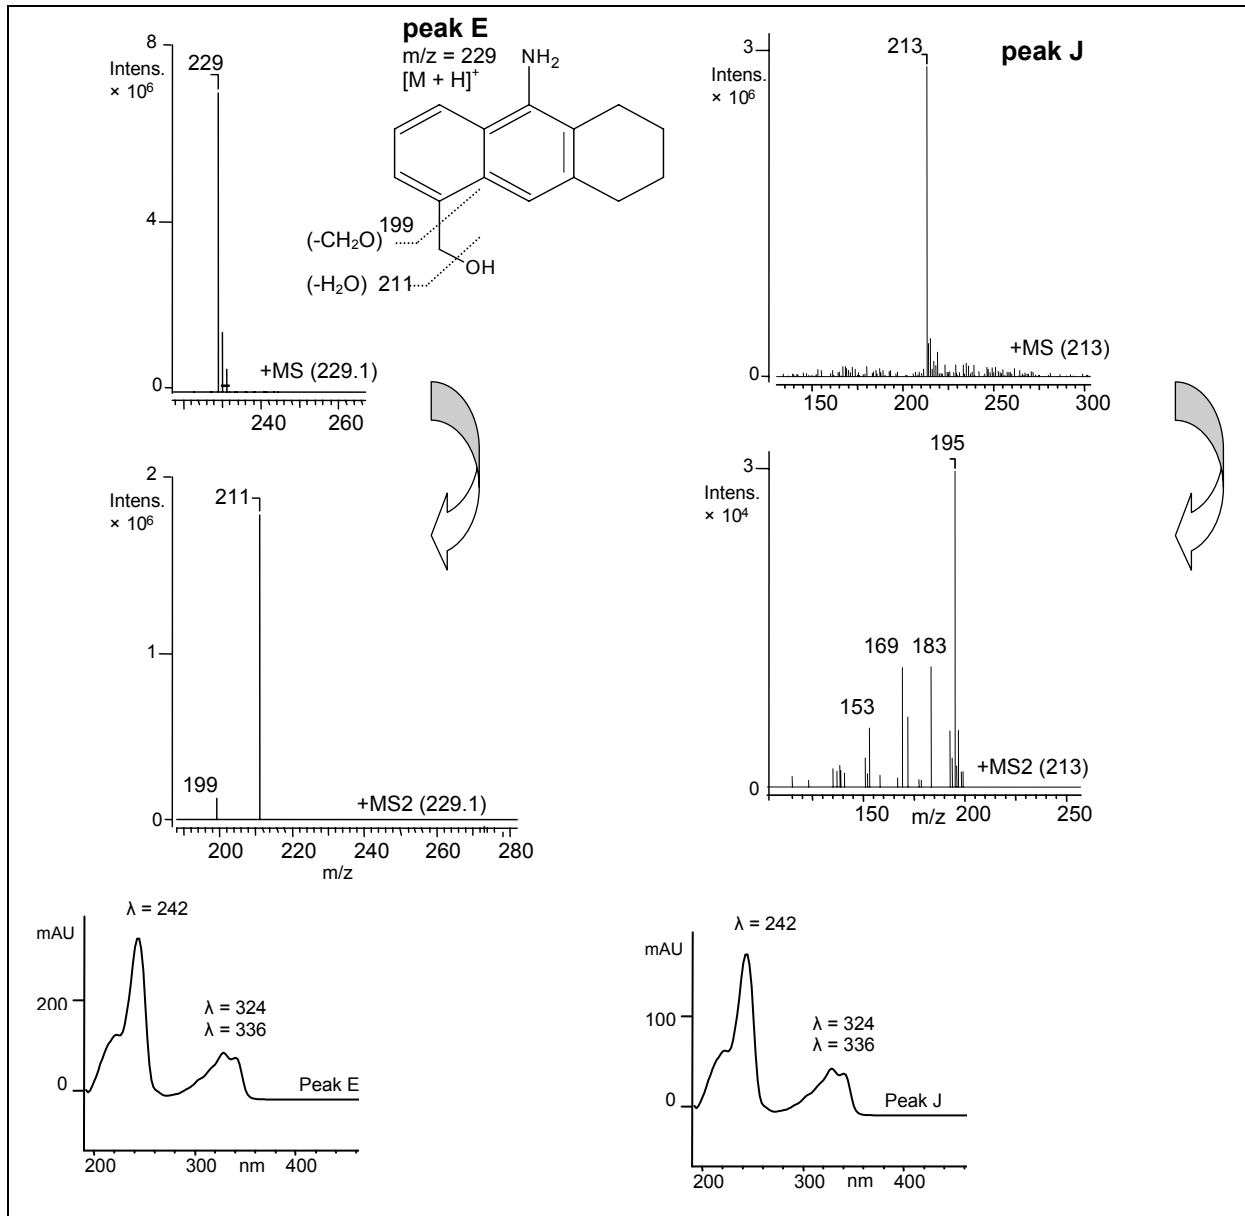 peak E
m/z = 229
[M + H]+
8
Intens.
× 10⁶
229
4
0
+MS (229.1)
240 260
NH₂
(-CH₂O) 199
OH
(-H₂O) 211
peak J
3
Intens.
× 10⁶
213
+MS (213)
0
150 200 250 300
2
Intens.
× 10⁶
211
1
199
+MS2 (229.1)
0
200 220 240 260 280
m/z
195
3
Intens.
× 10⁴
169 183
153
+MS2 (213)
0
150 m/z 200 250
λ = 242
mAU
200
λ = 324
λ = 336
0
Peak E
200 300 nm 400
λ = 242
mAU
100
λ = 324
λ = 336
0
Peak J
200 300 nm 400